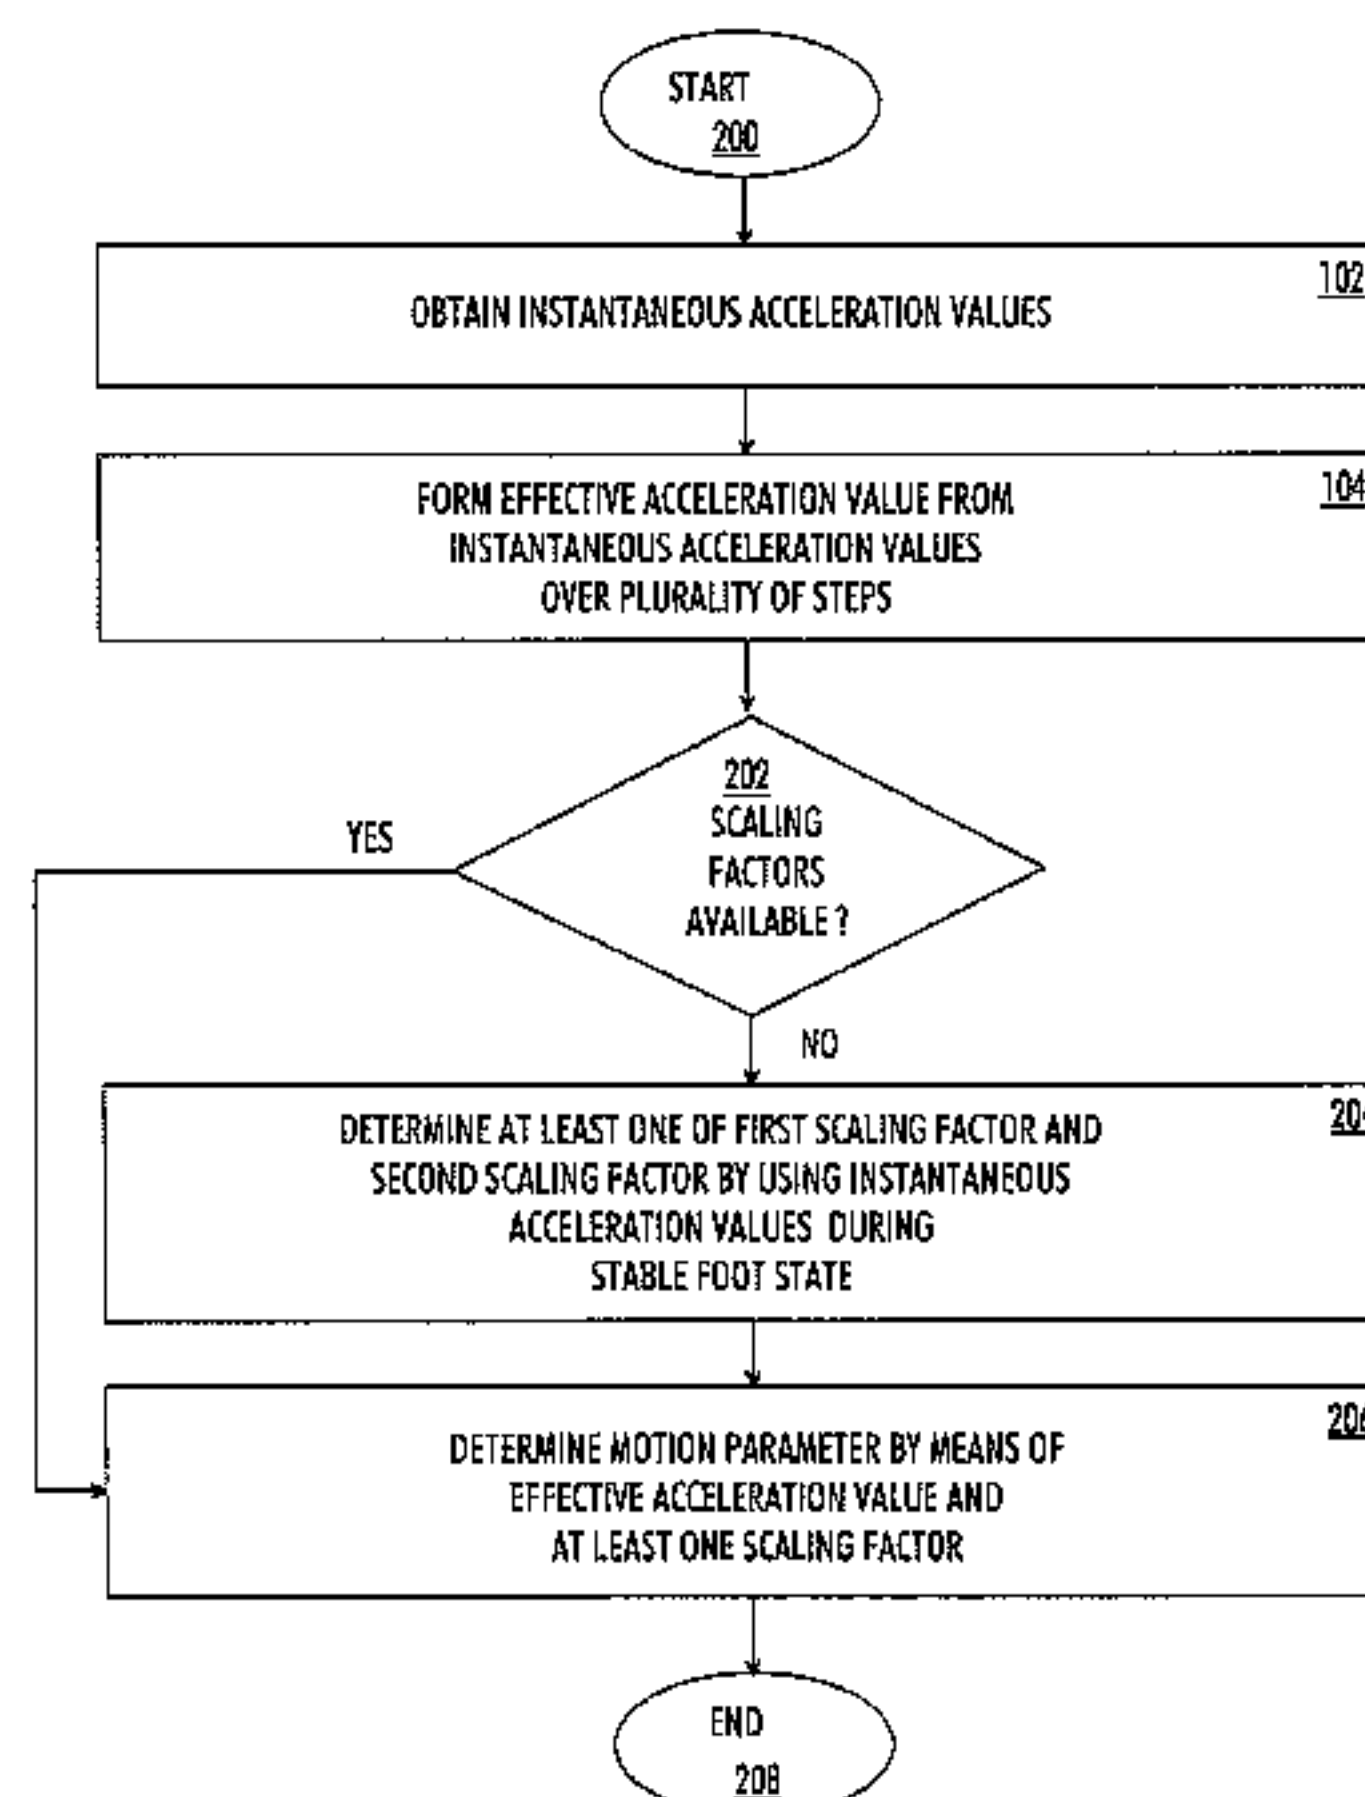 START
200
102
OBTAIN INSTANTANEOUS ACCELERATION VALUES
104
FORM EFFECTIVE ACCELERATION VALUE FROM
INSTANTANEOUS ACCELERATION VALUES
OVER PLURALITY OF STEPS
202
SCALING
FACTORS
AVAILABLE ?
YES
NO
DETERMINE AT LEAST ONE OF FIRST SCALING FACTOR AND
SECOND SCALING FACTOR BY USING INSTANTANEOUS
ACCELERATION VALUES DURING
STABLE FOOT STATE
206
DETERMINE MOTION PARAMETER BY MEANS OF
EFFECTIVE ACCELERATION VALUE AND
AT LEAST ONE SCALING FACTOR
END
208